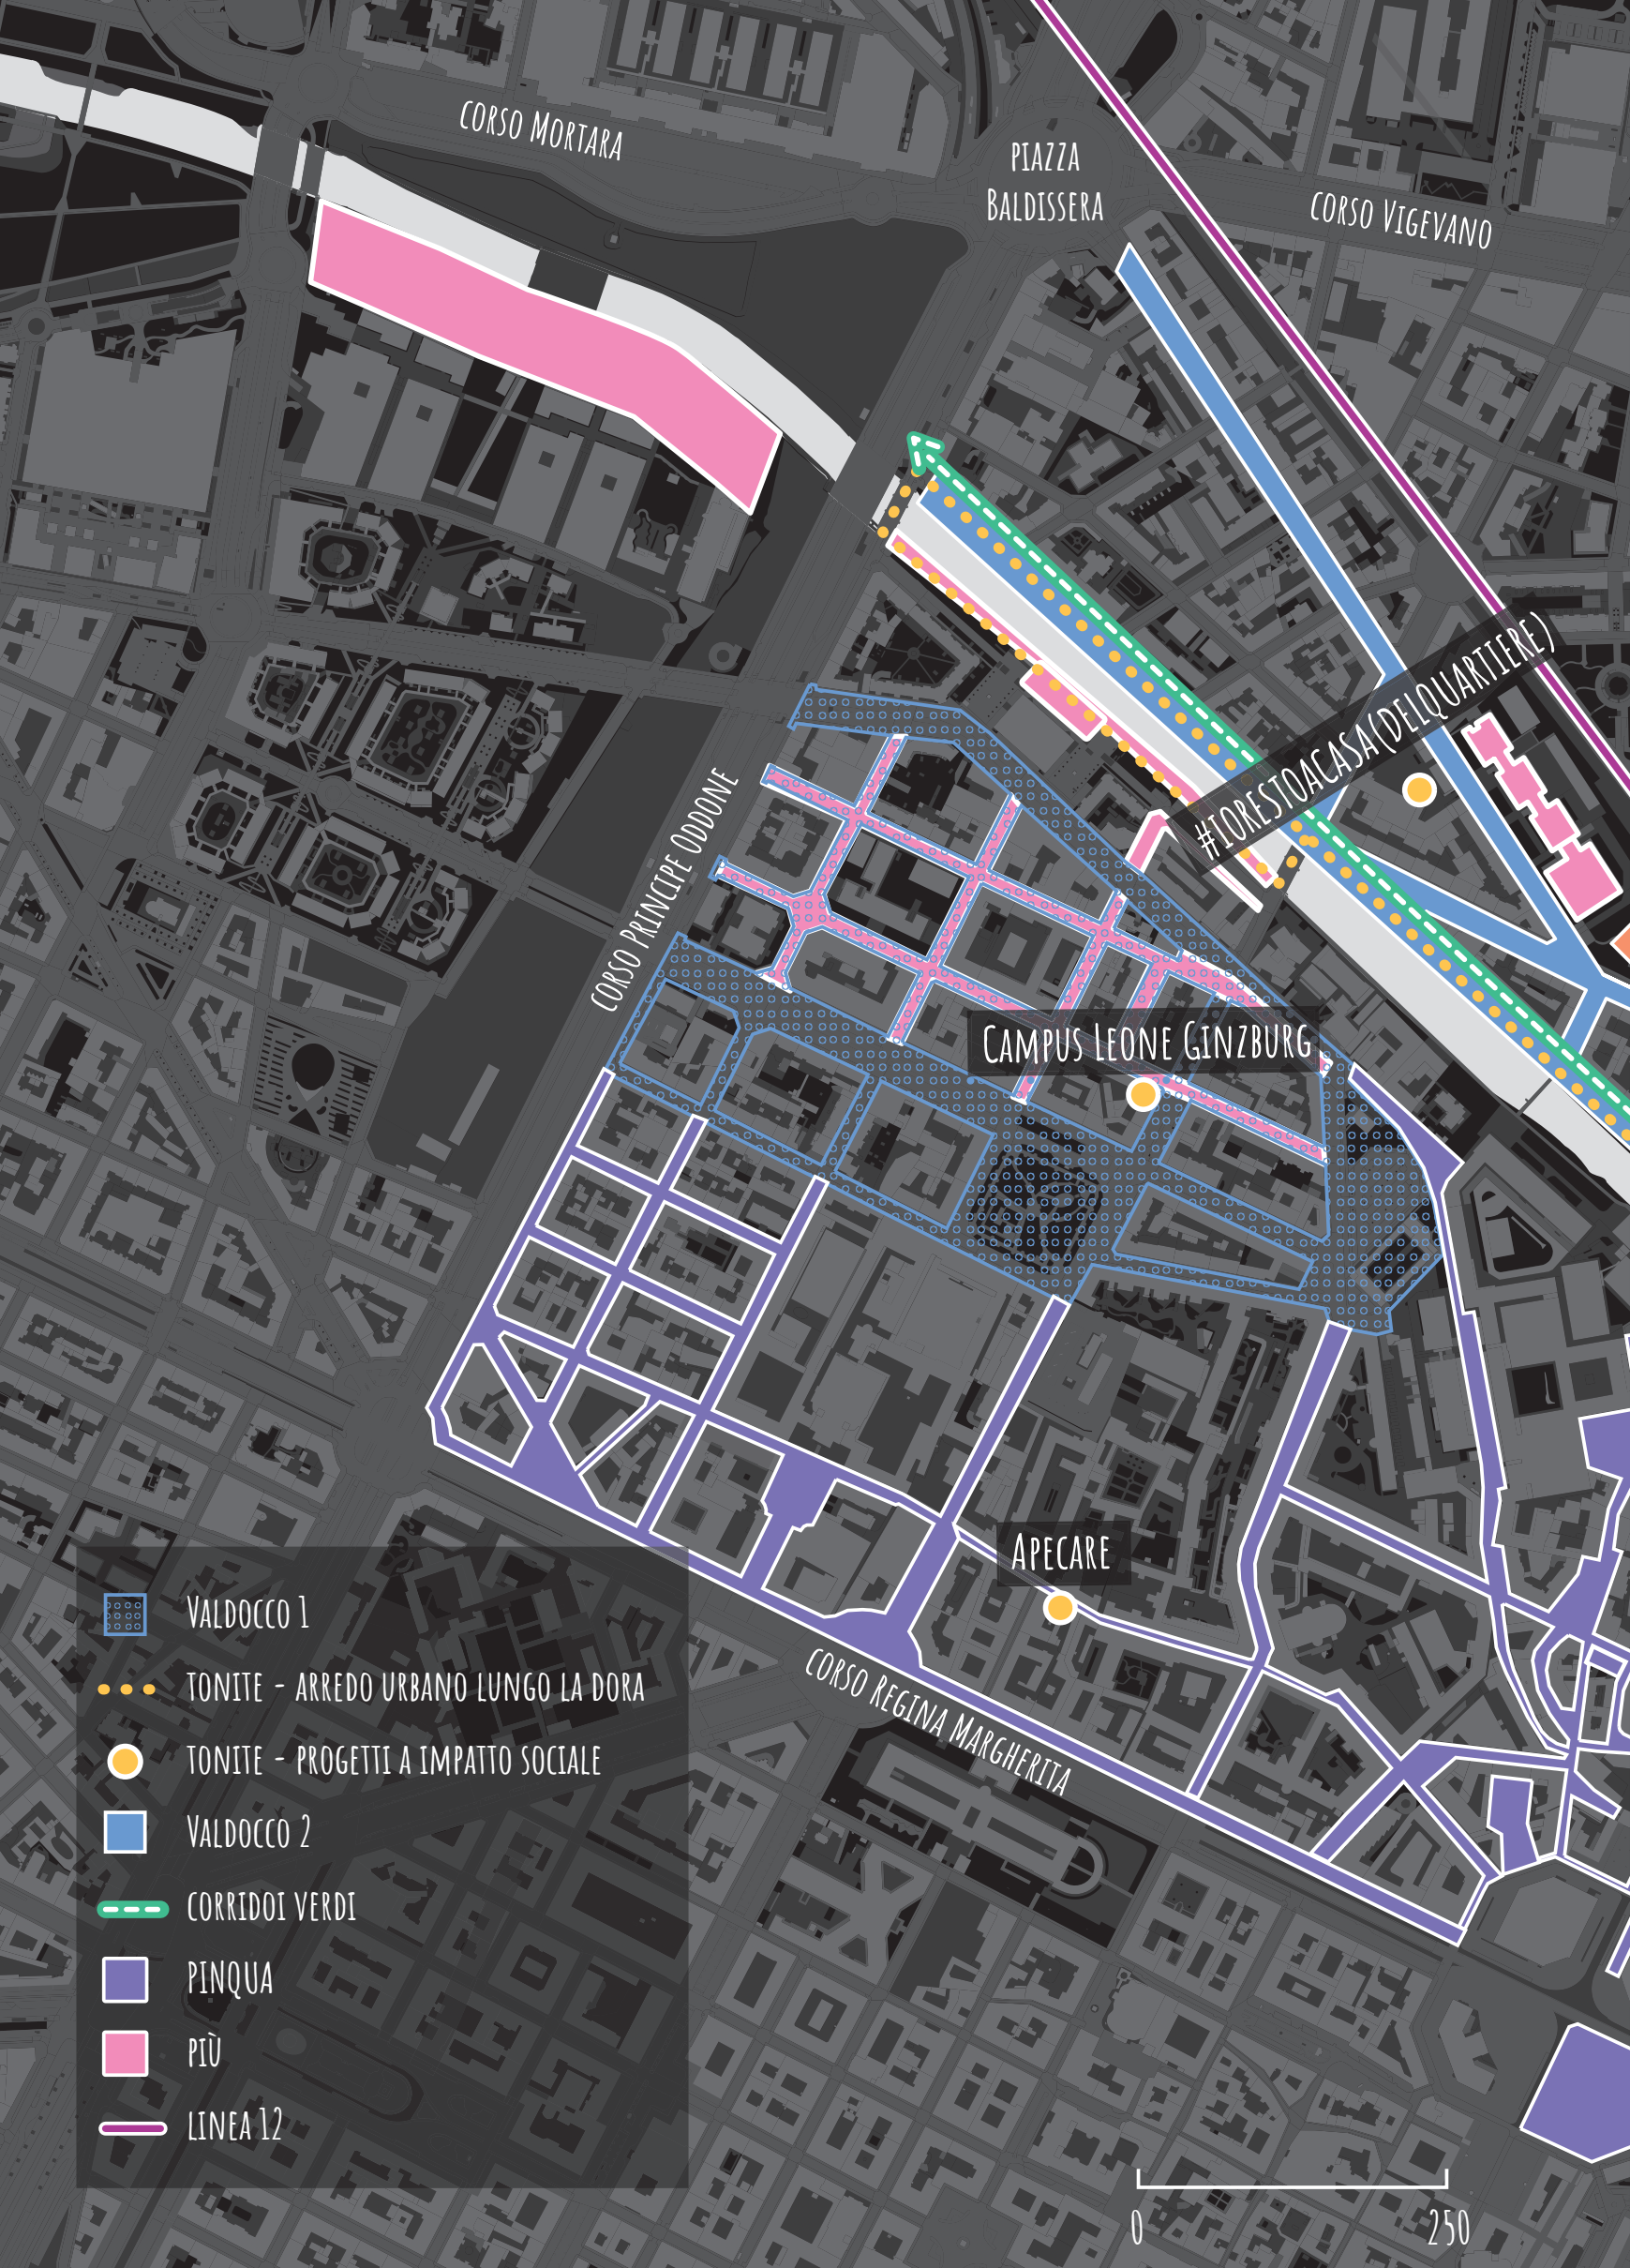 corso Mortara
piazza
Baldissera
corso Vigevano
#iorestoacasa(delquartiere)
corso Principe Oddone
Campus Leone Ginzburg
Apecare
corso Regina Margherita
Valdocco 1
tonite - arredo urbano lungo la dora
tonite - progetti a impatto sociale
Valdocco 2
corridoi verdi
pinqua
più
linea 12
0 250